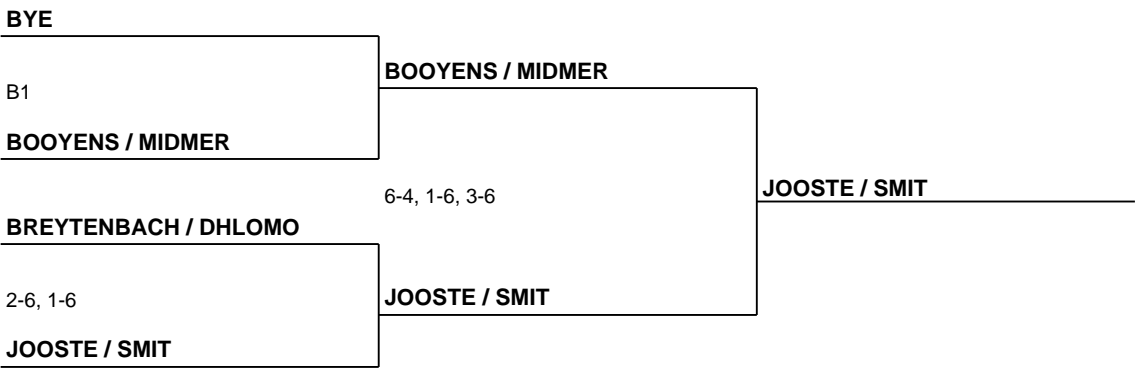 BYE
BOOYENS / MIDMER
B1
BOOYENS / MIDMER
JOOSTE / SMIT
6-4, 1-6, 3-6
BREYTENBACH / DHLOMO
JOOSTE / SMIT
2-6, 1-6
JOOSTE / SMIT